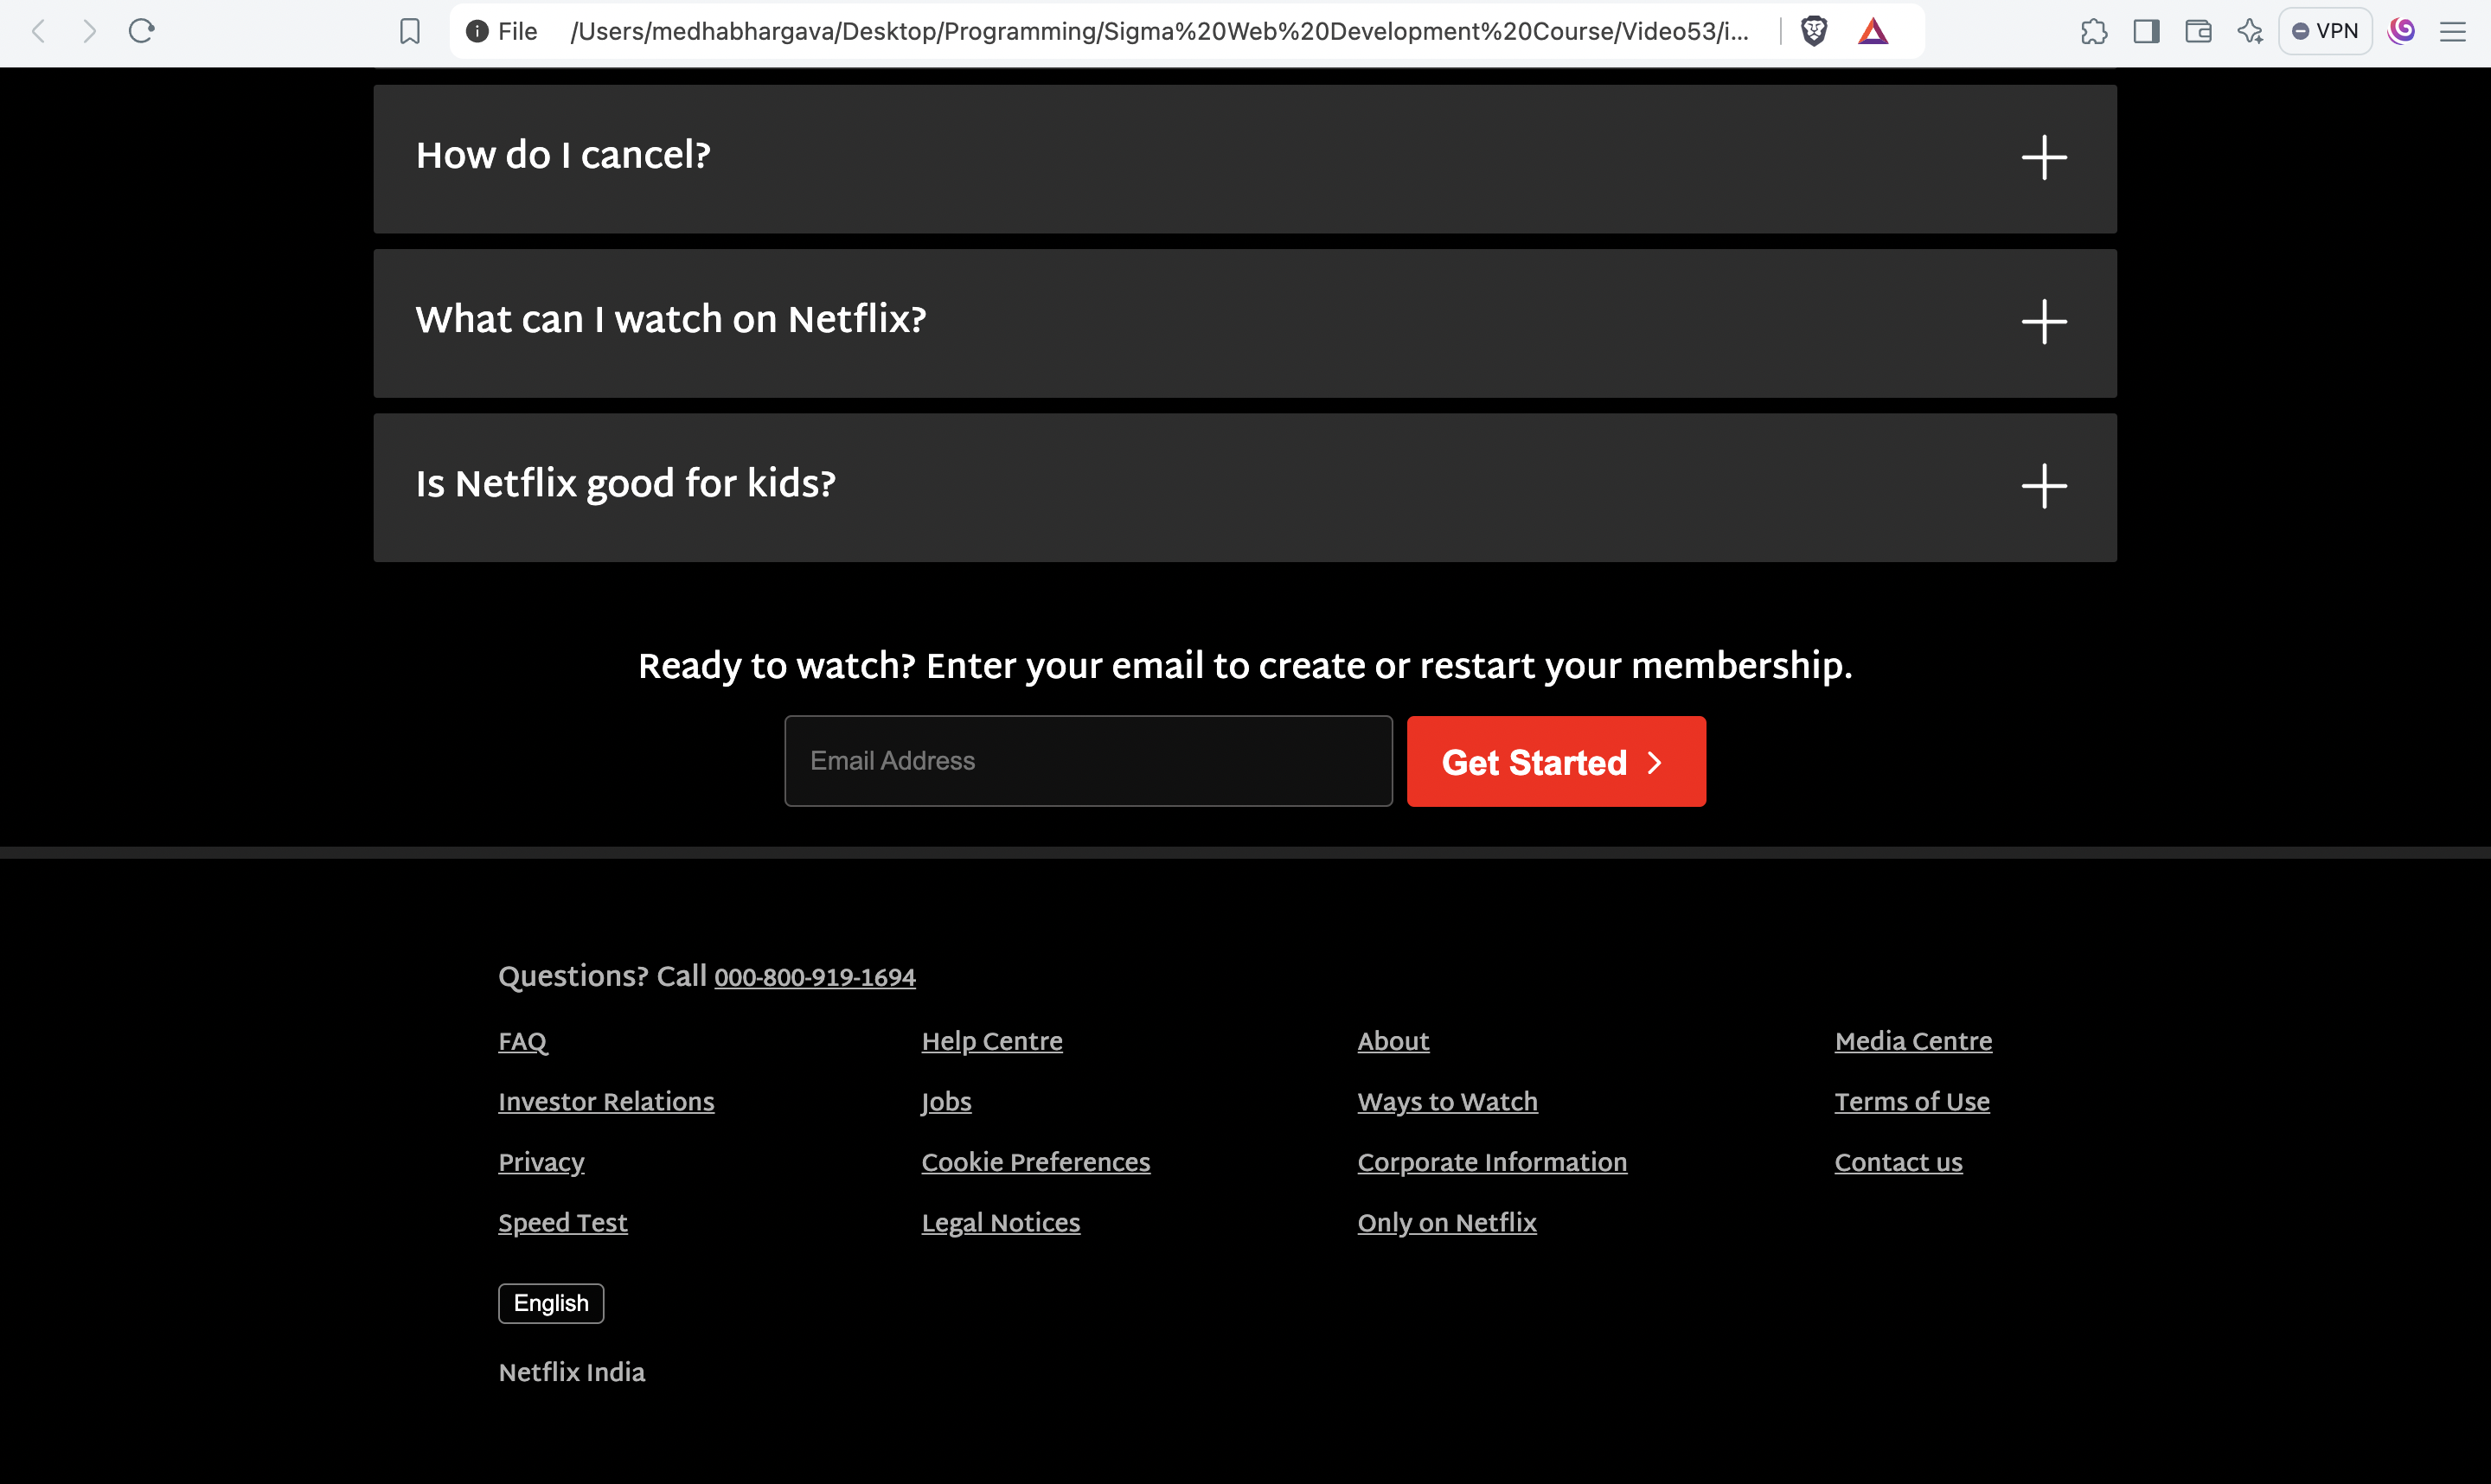 File /Users/medhabhargava/Desktop/Programming/Sigma%20Web%20Development%20Course/Video53/i... VPN
How do I cancel?
What can I watch on Netflix?
Is Netflix good for kids?
Ready to watch? Enter your email to create or restart your membership.
Email Address Get Started
Questions? Call 000-800-919-1694
FAQ Help Centre About Media Centre
Investor Relations Jobs Ways to Watch Terms of Use
Privacy Cookie Preferences Corporate Information Contact us
Speed Test Legal Notices Only on Netflix
English
Netflix India